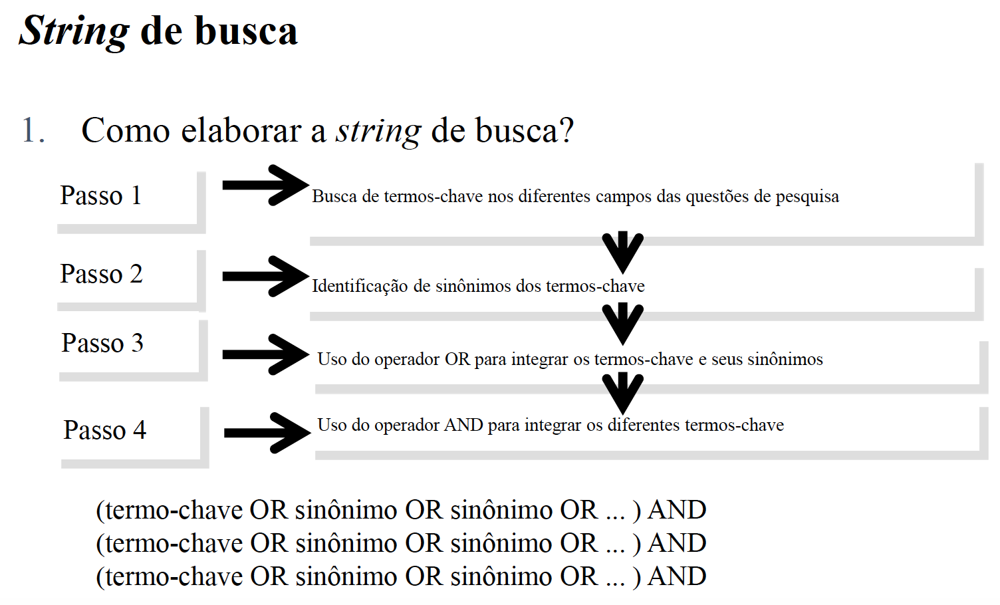 String de busca
1. Como elaborar a string de busca?
Passo 1
Busca de termos-chave nos diferentes campos das questões de pesquisa
Passo 2
Identificação de sinônimos dos termos-chave
Passo 3
Uso do operador OR para integrar os termos-chave e seus sinônimos
Passo 4
Uso do operador AND para integrar os diferentes termos-chave
(termo-chave OR sinônimo OR sinônimo OR ... ) AND
(termo-chave OR sinônimo OR sinônimo OR ... ) AND
(termo-chave OR sinônimo OR sinônimo OR ... ) AND